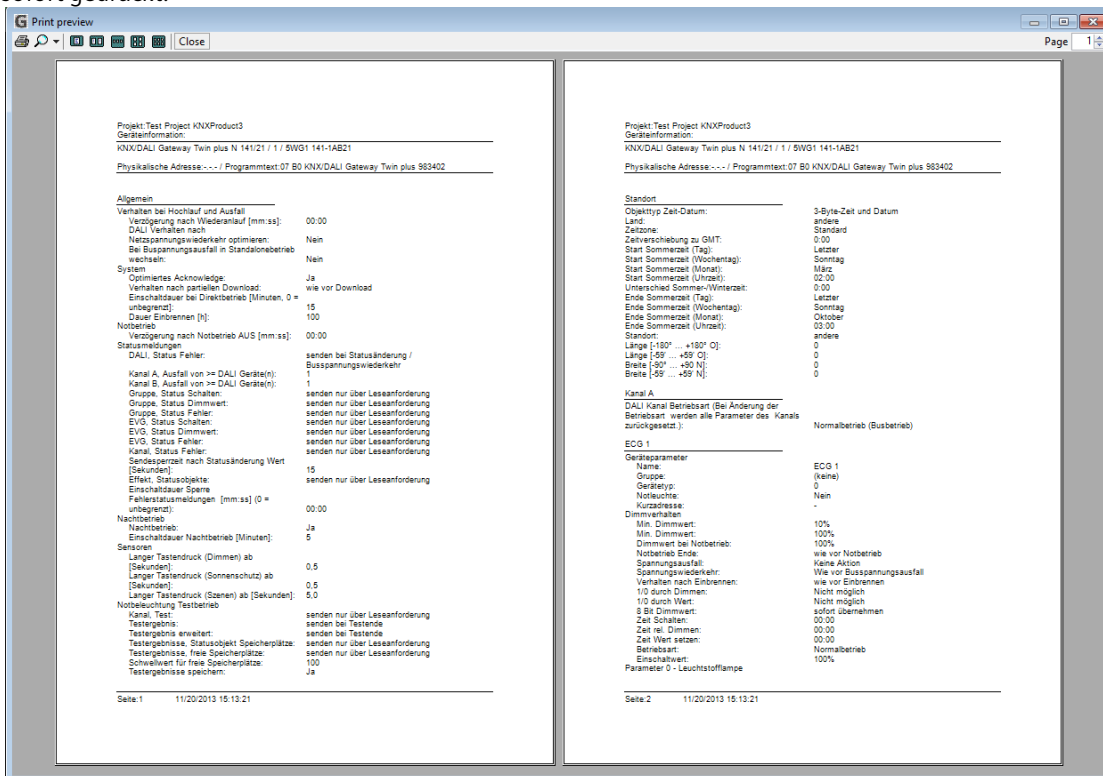 sofort gedruckt.
Print preview
Close
Page 1
Projekt:Test Project KNXProduct3
Geräteinformation:
KNX/DALI Gateway Twin plus N 141/21 / 1 / 5WG1 141-1AB21
Physikalische Adresse:-.-.- / Programmtext:07 B0 KNX/DALI Gateway Twin plus 983402
Allgemein
Verhalten bei Hochlauf und Ausfall
Verzögerung nach Wiederanlauf [mm:ss]: 00:00
DALI Verhalten nach
Netzspannungswiederkehr optimieren: Nein
Bei Buspannungsausfall in Standalonebetrieb
wechseln: Nein
System
Optimiertes Acknowledge: Ja
Verhalten nach partiellen Download: wie vor Download
Einschaltdauer bei Direktbetrieb [Minuten, 0 =
unbegrenzt]: 15
Dauer Einbrennen [h]: 100
Notbetrieb
Verzögerung nach Notbetrieb AUS [mm:ss]: 00:00
Statusmeldungen
DALI, Status Fehler: senden bei Statusänderung /
Busspannungswiederkehr
Kanal A, Ausfall von >= DALI Geräte(n): 1
Kanal B, Ausfall von >= DALI Geräte(n): 1
Gruppe, Status Schalten: senden nur über Leseanforderung
Gruppe, Status Dimmwert: senden nur über Leseanforderung
Gruppe, Status Fehler: senden nur über Leseanforderung
EVG, Status Schalten: senden nur über Leseanforderung
EVG, Status Dimmwert: senden nur über Leseanforderung
EVG, Status Fehler: senden nur über Leseanforderung
Kanal, Status Fehler: senden nur über Leseanforderung
Sendesperrzeit nach Statusänderung Wert
[Sekunden]: 15
Effekt, Statusobjekte: senden nur über Leseanforderung
Einschaltdauer Sperre
Fehlerstatusmeldungen [mm:ss] (0 =
unbegrenzt): 00:00
Nachtbetrieb
Nachtbetrieb: Ja
Einschaltdauer Nachtbetrieb [Minuten]: 5
Sensoren
Langer Tastendruck (Dimmen) ab
[Sekunden]: 0,5
Langer Tastendruck (Sonnenschutz) ab
[Sekunden]: 0,5
Langer Tastendruck (Szenen) ab [Sekunden]: 5,0
Notbeleuchtung Testbetrieb
Kanal, Test: senden nur über Leseanforderung
Testergebnis: senden bei Testende
Testergebnis erweitert: senden bei Testende
Testergebnisse, Statusobjekt Speicherplätze: senden nur über Leseanforderung
Testergebnisse, freie Speicherplätze: senden nur über Leseanforderung
Schwellwert für freie Speicherplätze: 100
Testergebnisse speichern: Ja
Seite:1 11/20/2013 15:13:21
Projekt:Test Project KNXProduct3
Geräteinformation:
KNX/DALI Gateway Twin plus N 141/21 / 1 / 5WG1 141-1AB21
Physikalische Adresse:-.-.- / Programmtext:07 B0 KNX/DALI Gateway Twin plus 983402
Standort
Objekttyp Zeit-Datum: 3-Byte-Zeit und Datum
Land: andere
Zeitzone: Standard
Zeitverschiebung zu GMT: 0:00
Start Sommerzeit (Tag): Letzter
Start Sommerzeit (Wochentag): Sonntag
Start Sommerzeit (Monat): März
Start Sommerzeit (Uhrzeit): 02:00
Unterschied Sommer-/Winterzeit: 0:00
Ende Sommerzeit (Tag): Letzter
Ende Sommerzeit (Wochentag): Sonntag
Ende Sommerzeit (Monat): Oktober
Ende Sommerzeit (Uhrzeit): 03:00
Standort: andere
Länge [-180° ... +180° O]: 0
Länge [-59' ... +59' O]: 0
Breite [-90° ... +90 N]: 0
Breite [-59' ... +59' N]: 0
Kanal A
DALI Kanal Betriebsart (Bei Änderung der
Betriebsart werden alle Parameter des Kanals
zurückgesetzt.): Normalbetrieb (Busbetrieb)
ECG 1
Geräteparameter
Name: ECG 1
Gruppe: (keine)
Gerätetyp: 0
Notleuchte: Nein
Kurzadresse: -
Dimmverhalten
Min. Dimmwert: 10%
Min. Dimmwert: 100%
Dimmwert bei Notbetrieb: 100%
Notbetrieb Ende: wie vor Notbetrieb
Spannungsausfall: Keine Aktion
Spannungswiederkehr: Wie vor Busspannungsausfall
Verhalten nach Einbrennen: wie vor Einbrennen
1/0 durch Dimmen: Nicht möglich
1/0 durch Wert: Nicht möglich
8 Bit Dimmwert: sofort übernehmen
Zeit Schalten: 00:00
Zeit rel. Dimmen: 00:00
Zeit Wert setzen: 00:00
Betriebsart: Normalbetrieb
Einschaltwert: 100%
Parameter 0 - Leuchtstofflampe
Seite:2 11/20/2013 15:13:21